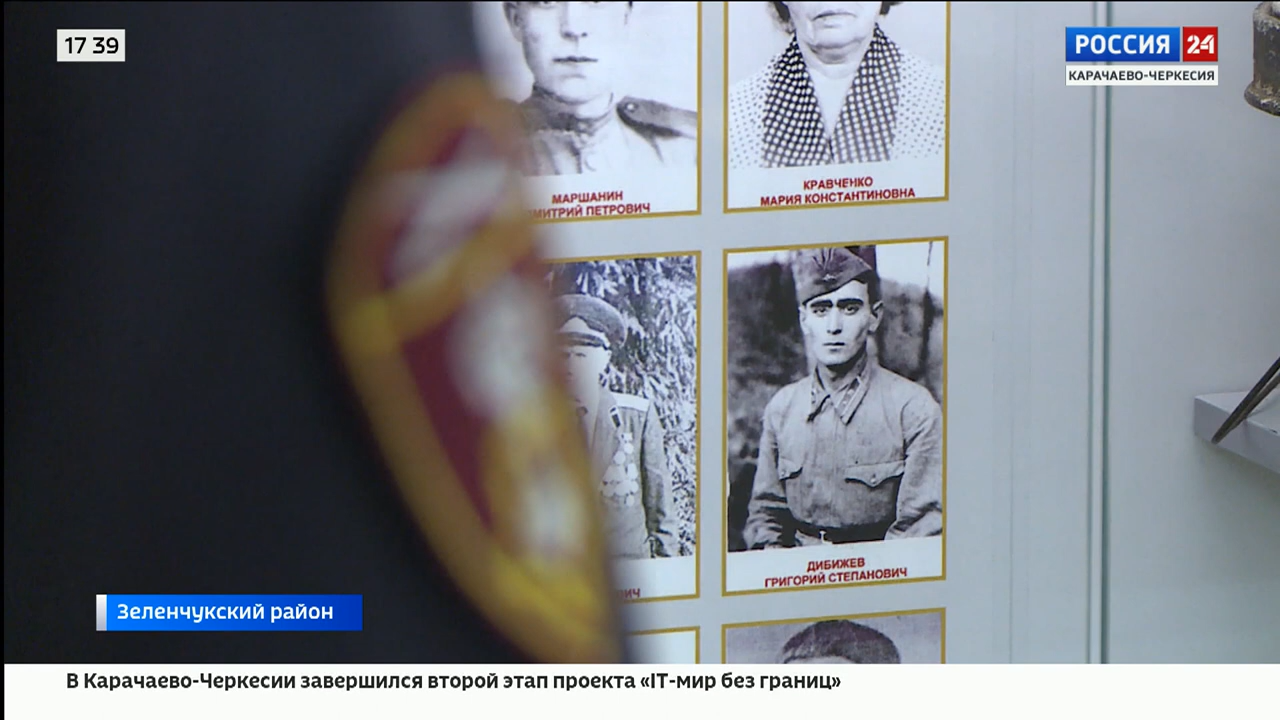 17 39
РОССИЯ 24
КАРАЧАЕВО-ЧЕРКЕСИЯ
МАРШАНИН
МИТРИЙ ПЕТРОВИЧ
КРАВЧЕНКО
МАРИЯ КОНСТАНТИНОВНА
ДИБИЖЕВ
ГРИГОРИЙ СТЕПАНОВИЧ
Зеленчукский район
В Карачаево-Черкесии завершился второй этап проекта «IT-мир без границ»